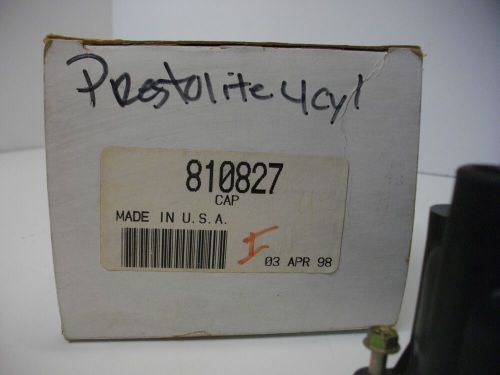 Prestolite 4cyl
810827
CAP
MADE IN U.S.A.
I
03 APR 98